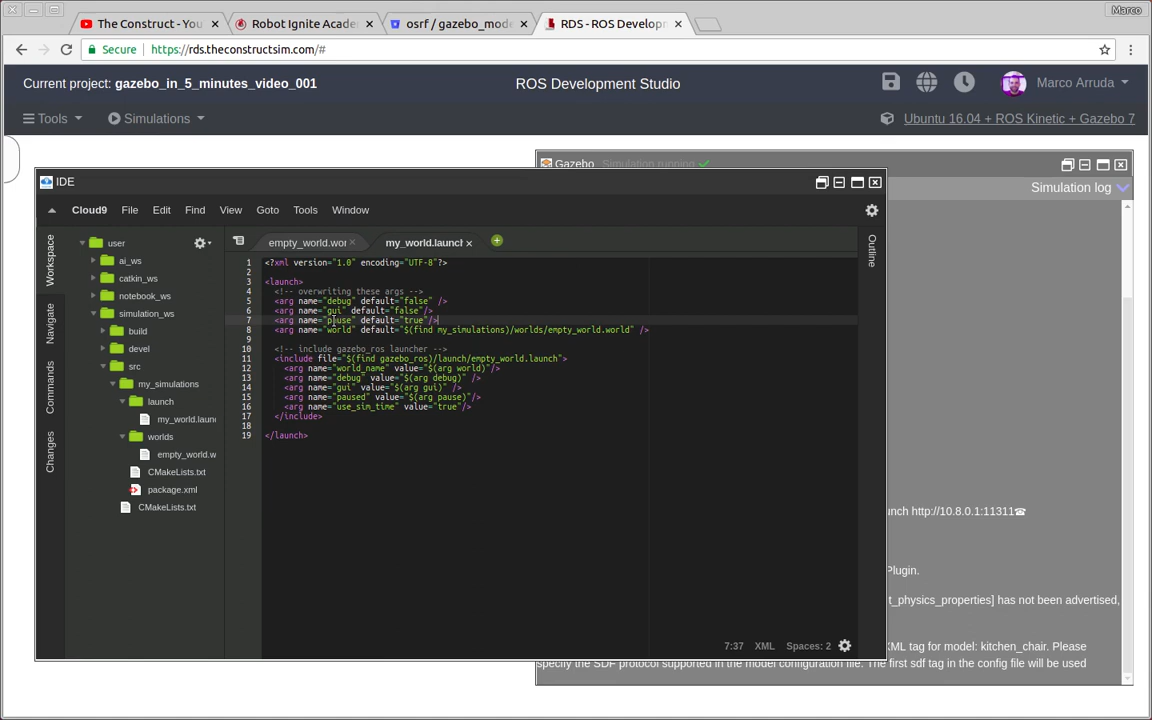 Marco
The Construct - You
Robot Ignite Acade
osrf / gazebo_mode
RDS - ROS Develop
Secure
https://rds.theconstructsim.com/#
Current project: gazebo_in_5_minutes_video_001
ROS Development Studio
Marco Arruda
Tools
Simulations
Ubuntu 16.04 + ROS Kinetic + Gazebo 7
Gazebo Simulation running
IDE
Simulation log
Cloud9 File Edit Find View Goto Tools Window
Workspace
Navigate
Commands
Changes
user
ai_ws
catkin_ws
notebook_ws
simulation_ws
build
devel
src
my_simulations
launch
my_world.laun
worlds
empty_world.w
CMakeLists.txt
package.xml
CMakeLists.txt
empty_world.wor
my_world.launch
Outline
1 <?xml version="1.0" encoding="UTF-8"?>
2
3 <launch>
4 <!-- overwriting these args -->
5 <arg name="debug" default="false" />
6 <arg name="gui" default="false"/>
7 <arg name="pause" default="true"/>
8 <arg name="world" default="$(find my_simulations)/worlds/empty_world.world" />
9
10 <!-- include gazebo_ros launcher -->
11 <include file="$(find gazebo_ros)/launch/empty_world.launch">
12 <arg name="world_name" value="$(arg world)"/>
13 <arg name="debug" value="$(arg debug)" />
14 <arg name="gui" value="$(arg gui)" />
15 <arg name="paused" value="$(arg pause)"/>
16 <arg name="use_sim_time" value="true"/>
17 </include>
18
19 </launch>
7:37 XML Spaces: 2
unch http://10.8.0.1:11311☎
Plugin.
t_physics_properties] has not been advertised,
XML tag for model: kitchen_chair. Please
specify the SDF protocol supported in the model configuration file. The first sdf tag in the config file will be used